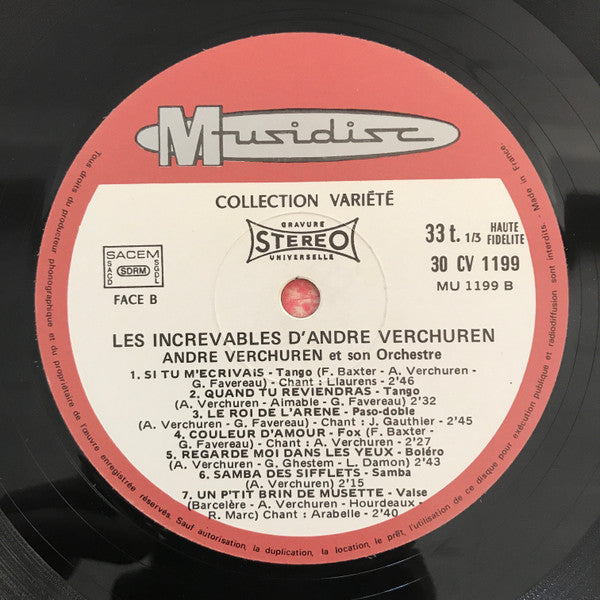 Musidisc
COLLECTION VARIÉTÉ
GRAVURE
STEREO
UNIVERSELLE
33 t. 1/3 HAUTE FIDELITE
30 CV 1199
MU 1199 B
SACEM
SACD SDRM SGDL
FACE B
LES INCREVABLES D'ANDRE VERCHUREN
ANDRE VERCHUREN et son Orchestre
1. SI TU M'ECRIVAIS - Tango (F. Baxter - A. Verchuren -
G. Favereau) - Chant : Llaurens - 2'46
2. QUAND TU REVIENDRAS - Tango
(A. Verchuren - Aimable - G. Favereau) 2'32
3. LE ROI DE L'ARENE - Paso-doble
(A. Verchuren - G. Favereau) - Chant : J. Gauthier - 2'45
4. COULEUR D'AMOUR - Fox (F. Baxter -
G. Favereau) - Chant : A. Verchuren - 2'27
5. REGARDE MOI DANS LES YEUX - Boléro
(A. Verchuren - G. Ghestem - L. Damon) 2'43
6. SAMBA DES SIFFLETS - Samba
(A. Verchuren) 2'15
7. UN P'TIT BRIN DE MUSETTE - Valse
(Barcelère - A. Verchuren - Hourdeaux -
R. Marc) Chant : Arabelle - 2'40
Tous droits du producteur phonographique et du propriétaire de l'œuvre enregistrée réservés. Sauf autorisation, la duplication, la location, le prêt, l'utilisation de ce disque pour exécution publique et radiodiffusion sont interdits. - Made in France.